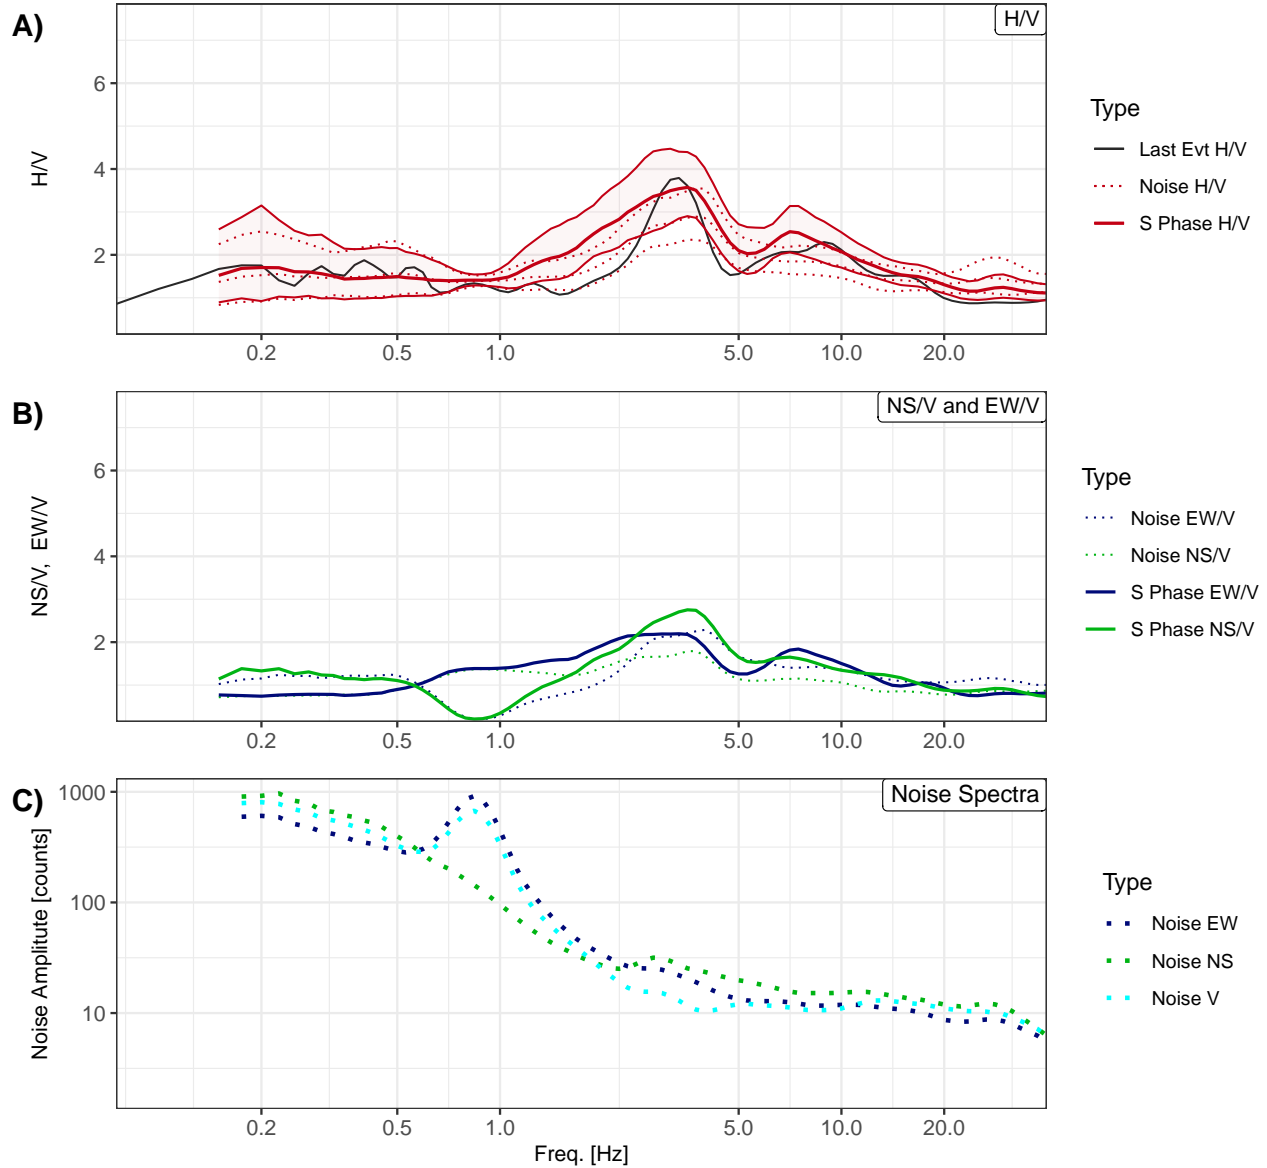 A)
H/V
6
4
2
H/V
0.2 0.5 1.0 5.0 10.0 20.0
Type
Last Evt H/V
Noise H/V
S Phase H/V
B)
NS/V and EW/V
6
4
2
NS/V, EW/V
0.2 0.5 1.0 5.0 10.0 20.0
Type
Noise EW/V
Noise NS/V
S Phase EW/V
S Phase NS/V
C)
Noise Spectra
1000
100
10
Noise Amplitute [counts]
0.2 0.5 1.0 5.0 10.0 20.0
Freq. [Hz]
Type
Noise EW
Noise NS
Noise V